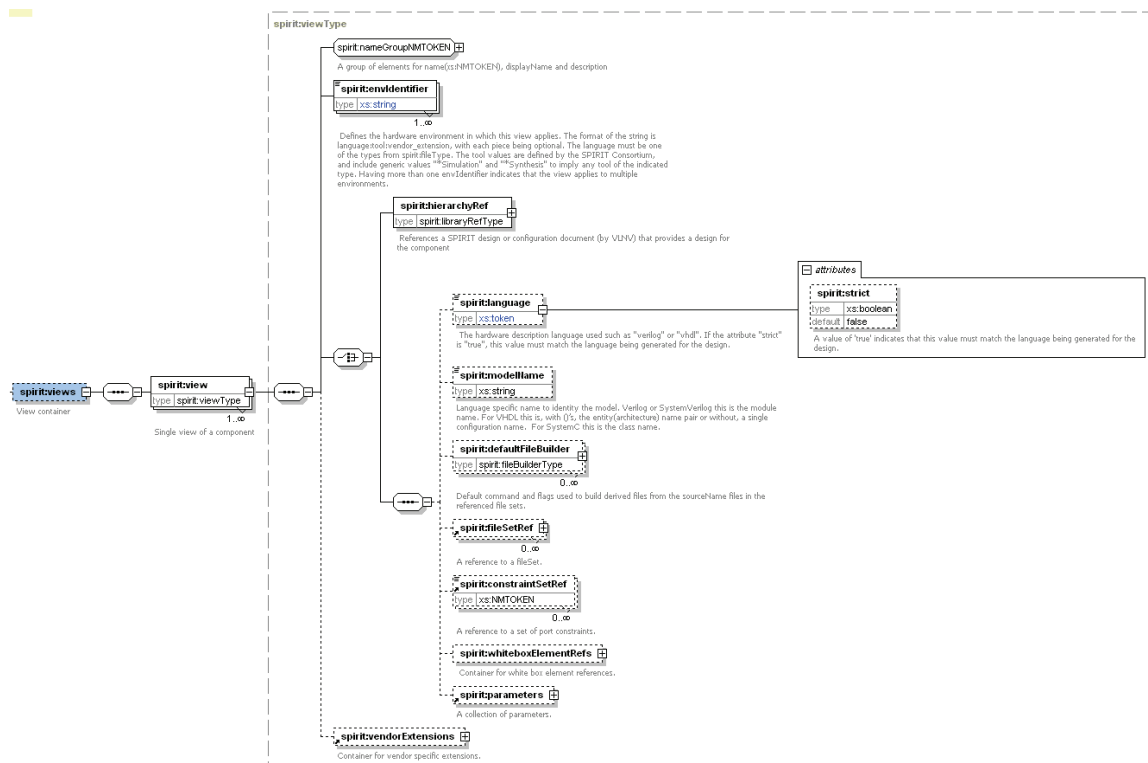 spirit:viewType
spirit:nameGroupNMTOKEN
A group of elements for name(xs:NMTOKEN), displayName and description
spirit:envIdentifier
type xs:string
1..∞
Defines the hardware environment in which this view applies. The format of the string is
language:tool:vendor_extension, with each piece being optional. The language must be one
of the types from spirit:fileType. The tool values are defined by the SPIRIT Consortium,
and include generic values "*Simulation" and "*Synthesis" to imply any tool of the indicated
type. Having more than one envIdentifier indicates that the view applies to multiple
environments.
spirit:hierarchyRef
type spirit:libraryRefType
References a SPIRIT design or configuration document (by VLNV) that provides a design for
the component
attributes
spirit:strict
type xs:boolean
default false
A value of 'true' indicates that this value must match the language being generated for the
design.
spirit:language
type xs:token
The hardware description language used such as "verilog" or "vhdl". If the attribute "strict"
is "true", this value must match the language being generated for the design.
spirit:modelName
type xs:string
Language specific name to identity the model. Verilog or SystemVerilog this is the module
name. For VHDL this is, with ()'s, the entity(architecture) name pair or without, a single
configuration name. For SystemC this is the class name.
spirit:views
View container
spirit:view
type spirit:viewType
1..∞
Single view of a component
spirit:defaultFileBuilder
type spirit:fileBuilderType
0..∞
Default command and flags used to build derived files from the sourceName files in the
referenced file sets.
spirit:fileSetRef
0..∞
A reference to a fileSet.
spirit:constraintSetRef
type xs:NMTOKEN
0..∞
A reference to a set of port constraints.
spirit:whiteboxElementRefs
Container for white box element references.
spirit:parameters
A collection of parameters.
spirit:vendorExtensions
Container for vendor specific extensions.